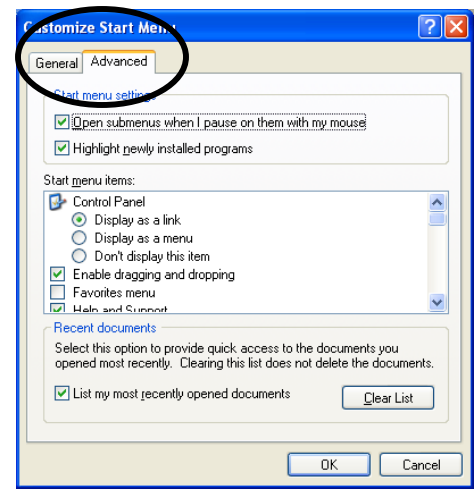 Customize Start Menu
General Advanced
Start menu settings
Open submenus when I pause on them with my mouse
Highlight newly installed programs
Start menu items:
Control Panel
Display as a link
Display as a menu
Don't display this item
Enable dragging and dropping
Favorites menu
Help and Support
Recent documents
Select this option to provide quick access to the documents you
opened most recently. Clearing this list does not delete the documents.
List my most recently opened documents
Clear List
OK Cancel